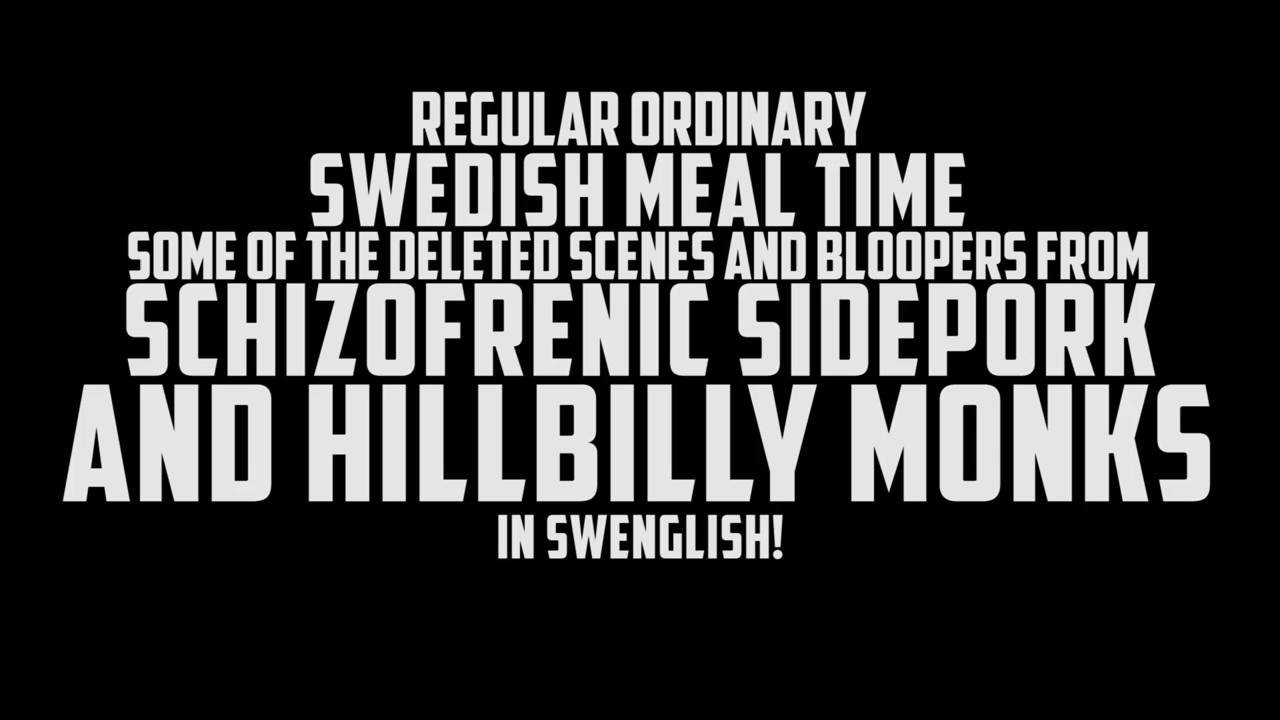 REGULAR ORDINARY
SWEDISH MEAL TIME
SOME OF THE DELETED SCENES AND BLOOPERS FROM
SCHIZOFRENIC SIDEPORK
AND HILLBILLY MONKS
IN SWENGLISH!